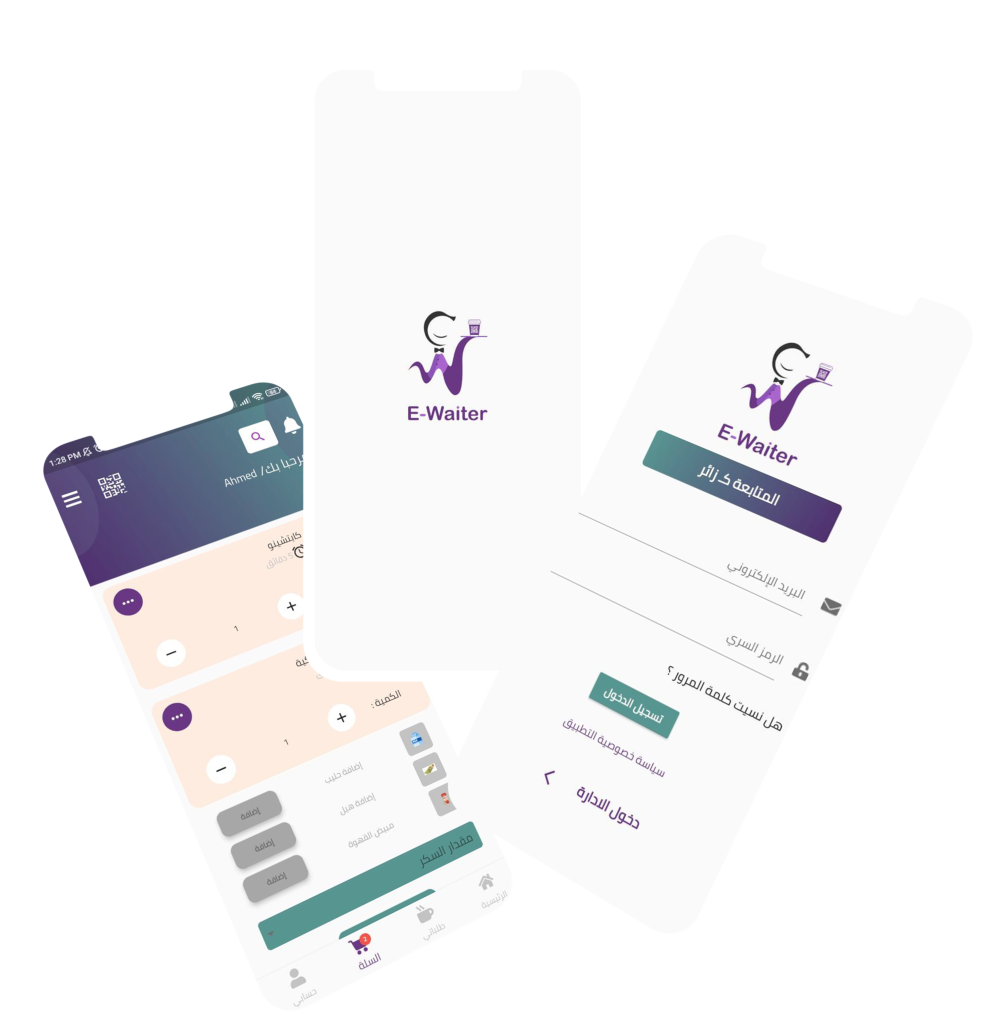 E-Waiter
E-Waiter
المتابعة كـ زائر
البريد الإلكتروني
الرمز السري
هل نسيت كلمة المرور ؟
تسجيل الدخول
سياسة خصوصية التطبيق
دخول الادارة
1:28 PM
بك/ Ahmed
كابتشينو
5 دقائق
1
الكمية :
1
إضافة حليب
إضافة
إضافة هيل
إضافة
مبيض القهوة
إضافة
مقدار السكر
الرئيسية
طلباتي
السلة
حسابي